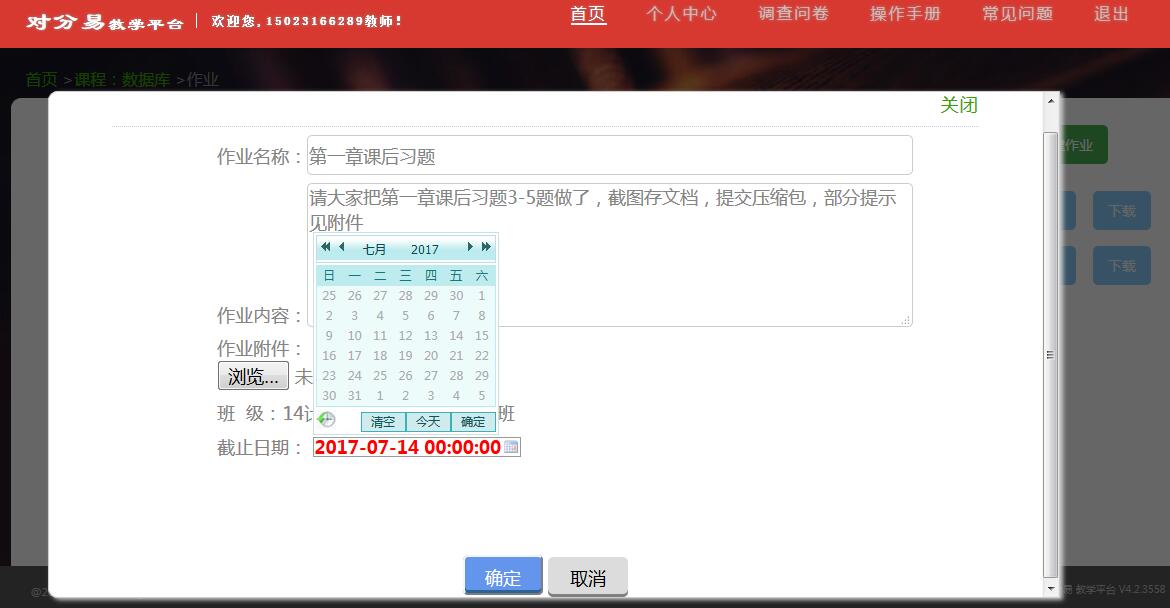 对分易教学平台 欢迎您，15023166289教师！ 首页 个人中心 调查问卷 操作手册 常见问题 退出
首页 >课程：数据库 >作业
关闭
作业名称： 第一章课后习题
作业
请大家把第一章课后习题3-5题做了，截图存文档，提交压缩包，部分提示
见附件
下载
下载
七月 2017
日 一 二 三 四 五 六
25 26 27 28 29 30 1
2 3 4 5 6 7 8
9 10 11 12 13 14 15
16 17 18 19 20 21 22
23 24 25 26 27 28 29
30 31 1 2 3 4 5
清空 今天 确定
作业内容：
作业附件：
浏览... 未
班 级：14 班
截止日期： 2017-07-14 00:00:00
确定 取消
易 教学平台 V4.2.3558